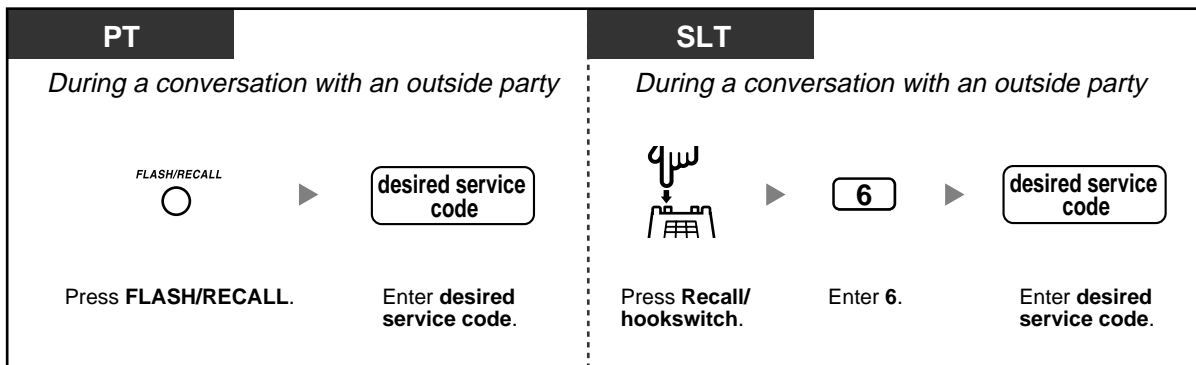 PT
During a conversation with an outside party
FLASH/RECALL
desired service
code
Press FLASH/RECALL.
Enter desired
service code.
SLT
During a conversation with an outside party
6
desired service
code
Press Recall/
hookswitch.
Enter 6.
Enter desired
service code.